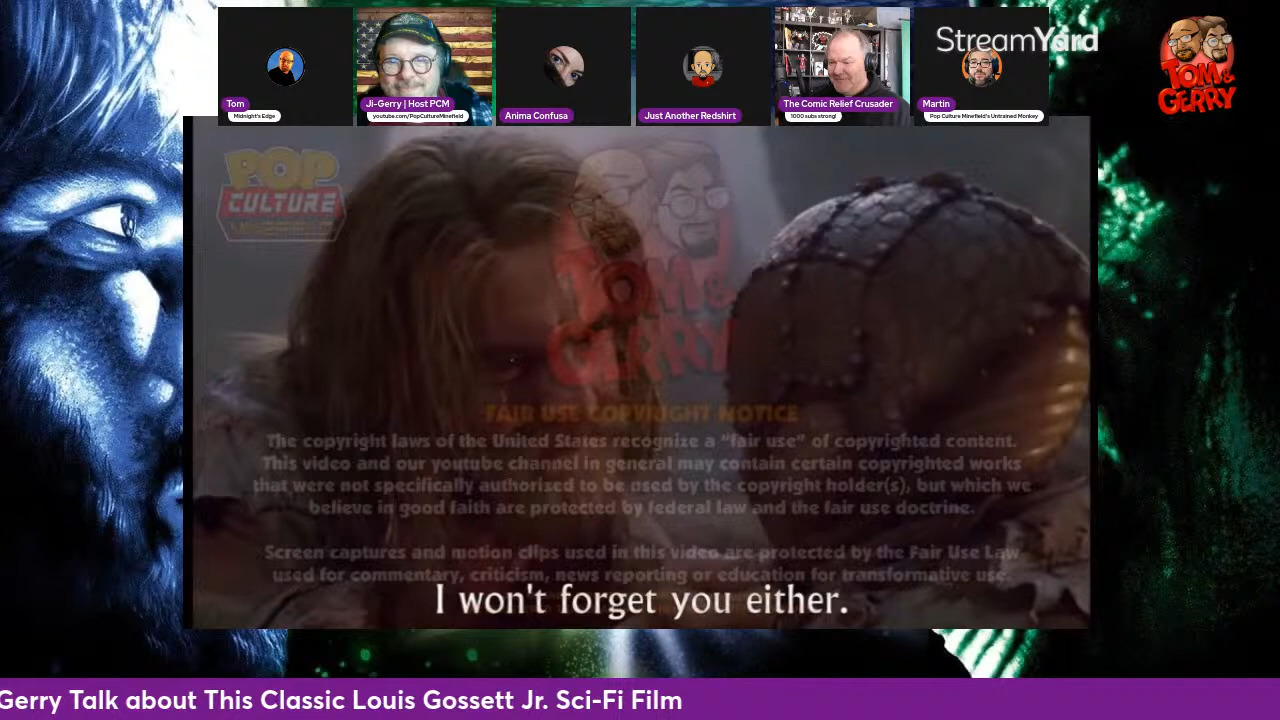 StreamYard
Tom
Midnight's Edge
Ji-Gerry | Host PCM
youtube.com/PopCultureMinefield
Anima Confusa
Just Another Redshirt
The Comic Relief Crusader
1000 subs strong!
Martin
Pop Culture Minefield's Untrained Monkey
TOM &
GERRY
POP
CULTURE
TOM &
GERRY
FAIR USE COPYRIGHT NOTICE
The copyright laws of the United States recognize a “fair use” of copyrighted content.
This video and our youtube channel in general may contain certain copyrighted works
that were not specifically authorized to be used by the copyright holder(s), but which we
believe in good faith are protected by federal law and the fair use doctrine.
Screen captures and motion clips used in this video are protected by the Fair Use Law
used for commentary, criticism, news reporting or education for transformative use.
I won't forget you either.
Gerry Talk about This Classic Louis Gossett Jr. Sci-Fi Film